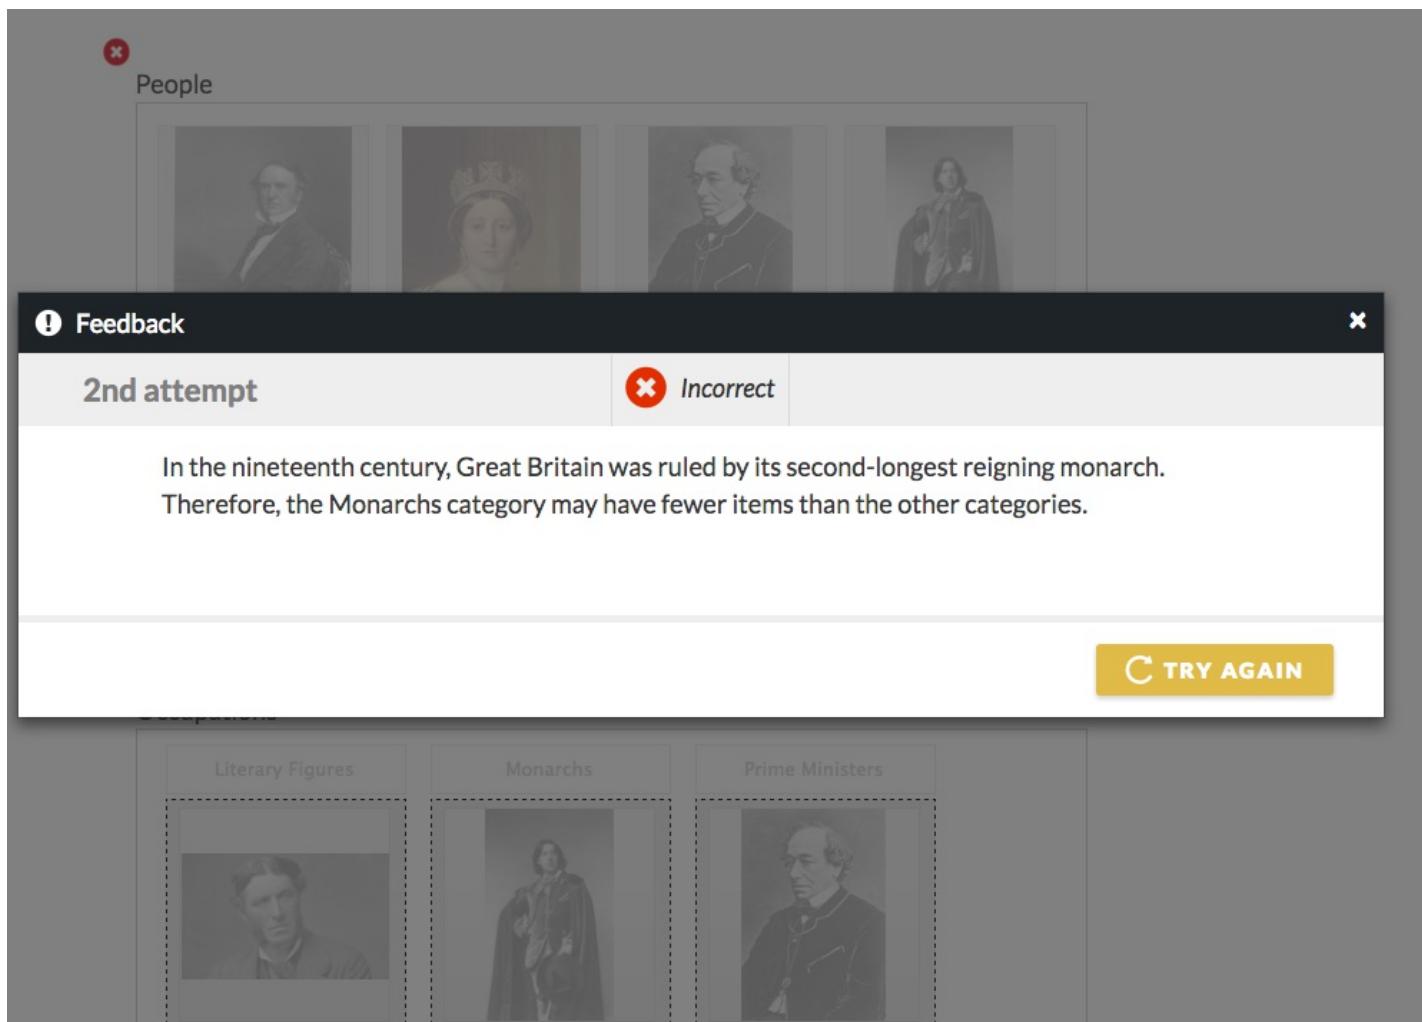 People
Feedback
2nd attempt
Incorrect
In the nineteenth century, Great Britain was ruled by its second-longest reigning monarch.
Therefore, the Monarchs category may have fewer items than the other categories.
TRY AGAIN
Occupations
Literary Figures
Monarchs
Prime Ministers